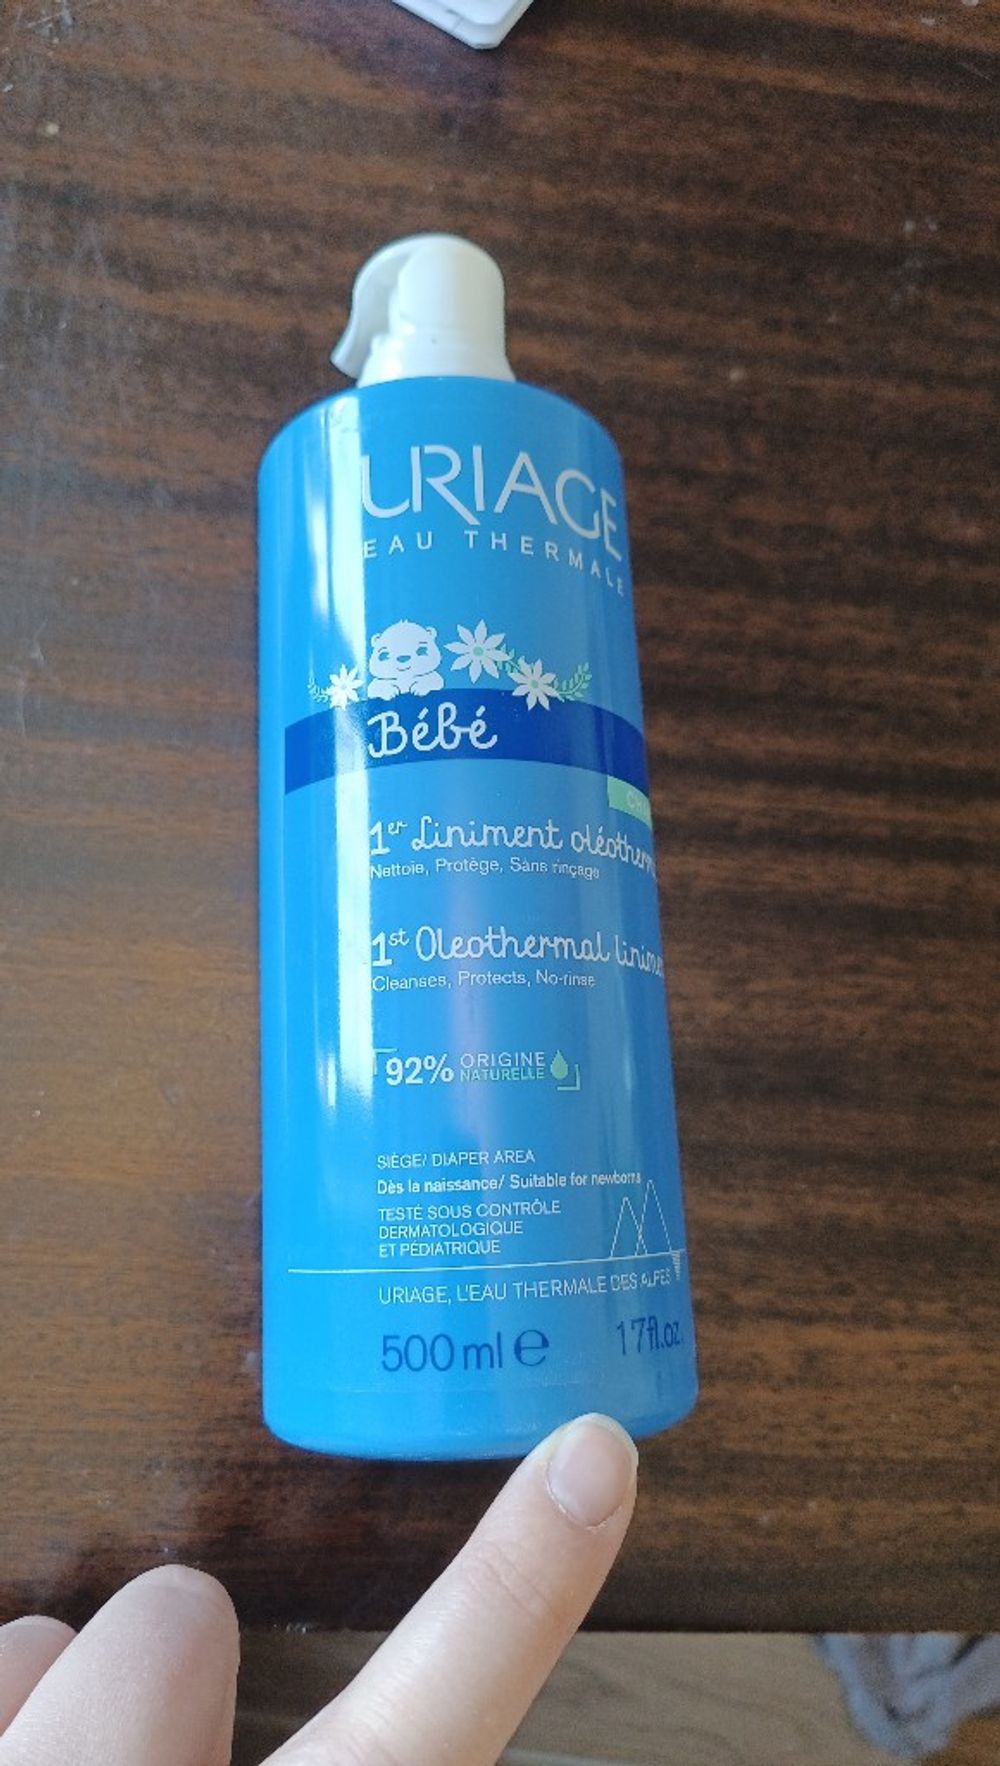 URIAGE
EAU THERMALE
Bébé
1er Liniment
Nettoie, Protège, Sans rinçage
1st Oleothermal
Cleanses, Protects, No-rinse
92% ORIGINE
NATURELLE
SIÈGE/ DIAPER AREA
Dès la naissance/ Suitable for newborns
TESTÉ SOUS CONTRÔLE
DERMATOLOGIQUE
ET PÉDIATRIQUE
URIAGE, L'EAU THERMALE DES ALPES
500 ml e 17fl.oz.